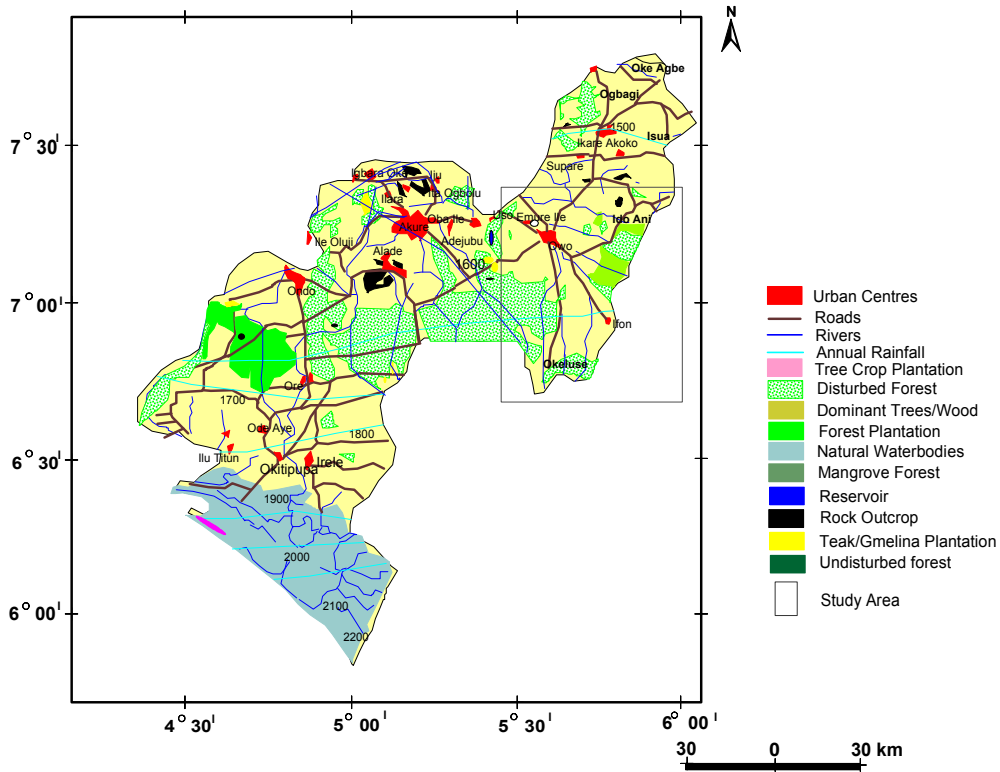 N
Oke Agbe
Ogbagi
1500
Isua
Ikare Akoko
Supare
7° 30'
Igbara Oke
Iju
Ita Ogbolu
Ilara
Oba Ile
Uso
Emure Ile
Idoani
Akure
Owo
Ile Oluji
Adejubu
Alade
1600
7° 00'
Ondo
Ifon
Okeluse
Ore
1700
Ode Aye
1800
Ilu Titun
6° 30'
Okitipupa
Irele
1900
2000
2100
6° 00'
2200
4° 30'
5° 00'
5° 30'
6° 00'
30 0 30 km
Urban Centres
Roads
Rivers
Annual Rainfall
Tree Crop Plantation
Disturbed Forest
Dominant Trees/Wood
Forest Plantation
Natural Waterbodies
Mangrove Forest
Reservoir
Rock Outcrop
Teak/Gmelina Plantation
Undisturbed forest
Study Area